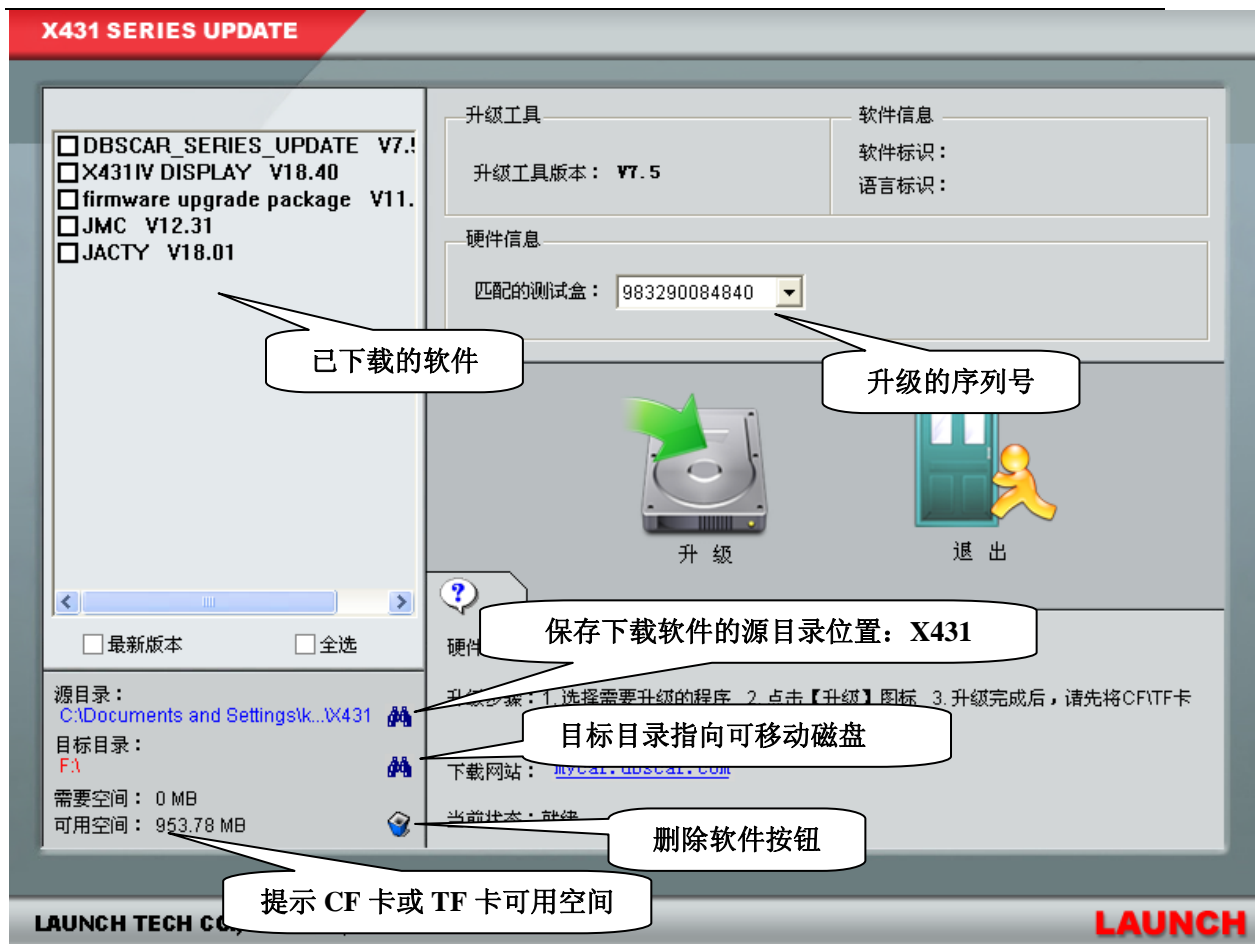 X431 SERIES UPDATE
DBSCAR_SERIES_UPDATE V7.5
X431IV DISPLAY V18.40
firmware upgrade package V11.
JMC V12.31
JACTY V18.01
已下载的软件
最新版本
全选
源目录：
C:\Documents and Settings\k...\X431
目标目录：
F:\
需要空间： 0 MB
可用空间： 953.78 MB
升级工具
升级工具版本： V7.5
软件信息
软件标识：
语言标识：
硬件信息
匹配的测试盒： 983290084840
升级的序列号
升 级
退 出
?
保存下载软件的源目录位置：X431
硬件
升级步骤：1.选择需要升级的程序 2.点击【升级】图标 3.升级完成后，请先将CF\TF卡
目标目录指向可移动磁盘
下载网站： mycar.dbscar.com
当前状态：就绪
删除软件按钮
提示 CF 卡或 TF 卡可用空间
LAUNCH TECH CO.,
LAUNCH